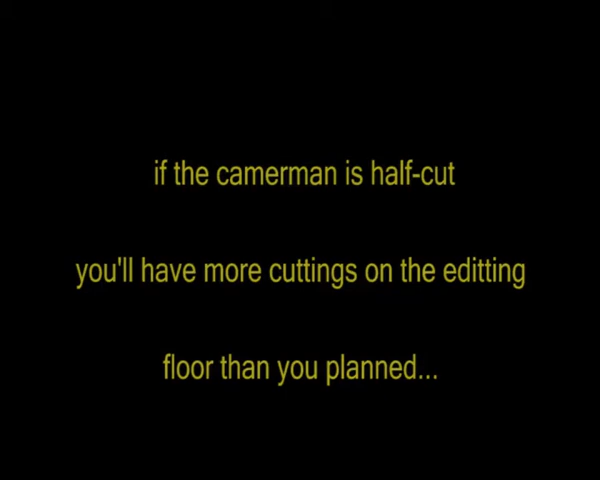 if the camerman is half-cut
you'll have more cuttings on the editting
floor than you planned...